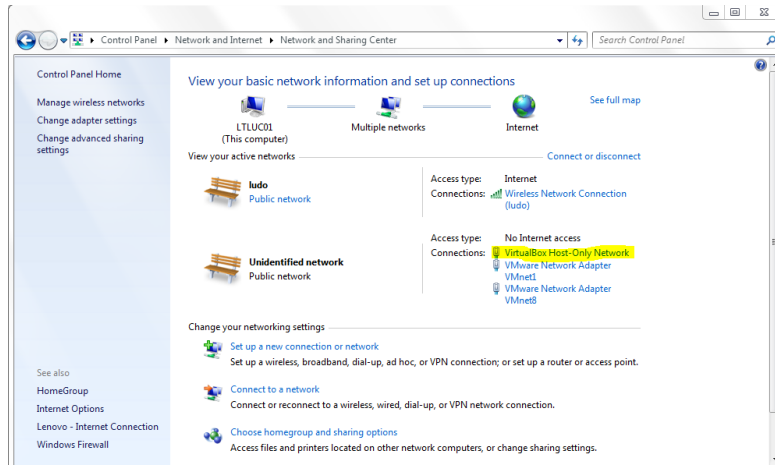 Control Panel ▸ Network and Internet ▸ Network and Sharing Center
Search Control Panel
Control Panel Home
Manage wireless networks
Change adapter settings
Change advanced sharing
settings
See also
HomeGroup
Internet Options
Lenovo - Internet Connection
Windows Firewall
View your basic network information and set up connections
See full map
LTLUC01
(This computer)
Multiple networks
Internet
View your active networks
Connect or disconnect
ludo
Public network
Access type: Internet
Connections: Wireless Network Connection
(ludo)
Unidentified network
Public network
Access type: No Internet access
Connections: VirtualBox Host-Only Network
VMware Network Adapter
VMnet1
VMware Network Adapter
VMnet8
Change your networking settings
Set up a new connection or network
Set up a wireless, broadband, dial-up, ad hoc, or VPN connection; or set up a router or access point.
Connect to a network
Connect or reconnect to a wireless, wired, dial-up, or VPN network connection.
Choose homegroup and sharing options
Access files and printers located on other network computers, or change sharing settings.